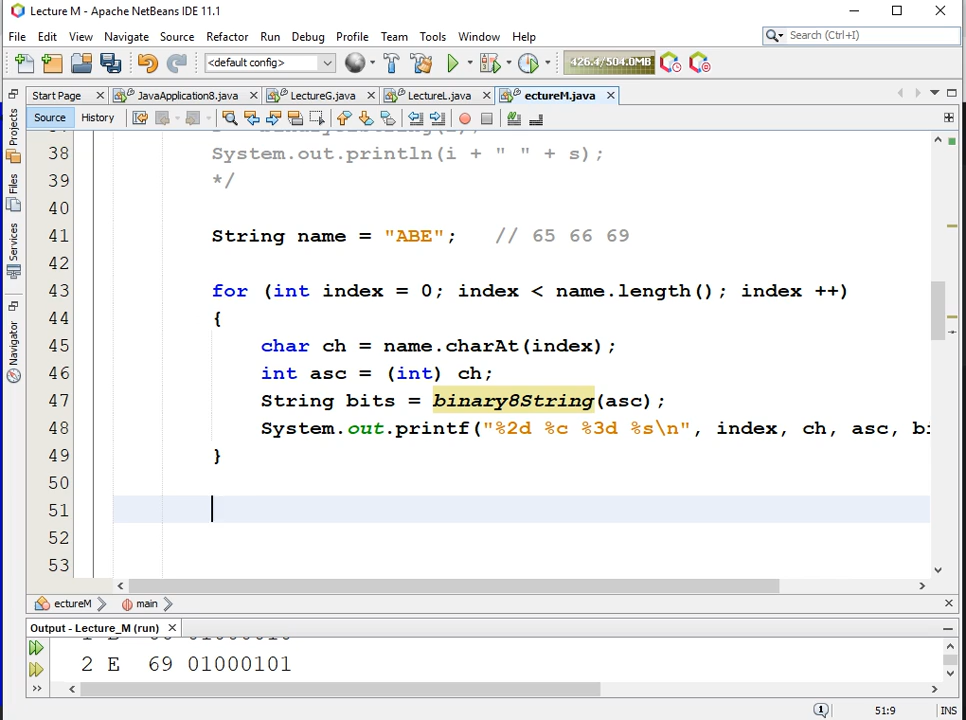 Lecture M - Apache NetBeans IDE 11.1
File Edit View Navigate Source Refactor Run Debug Profile Team Tools Window Help
Search (Ctrl+I)
<default config>
426.4/504.0MB
Start Page JavaApplication8.java LectureG.java LectureL.java ectureM.java
Source History
Projects
Files
Services
Navigator
38 System.out.println(i + " " + s);
39 */
40
41 String name = "ABE"; // 65 66 69
42
43 for (int index = 0; index < name.length(); index ++)
44 {
45 char ch = name.charAt(index);
46 int asc = (int) ch;
47 String bits = binary8String(asc);
48 System.out.printf("%2d %c %3d %s\n", index, ch, asc, bi
49 }
50
51
52
53
ectureM main
Output - Lecture_M (run)
2 E 69 01000101
51:9 INS